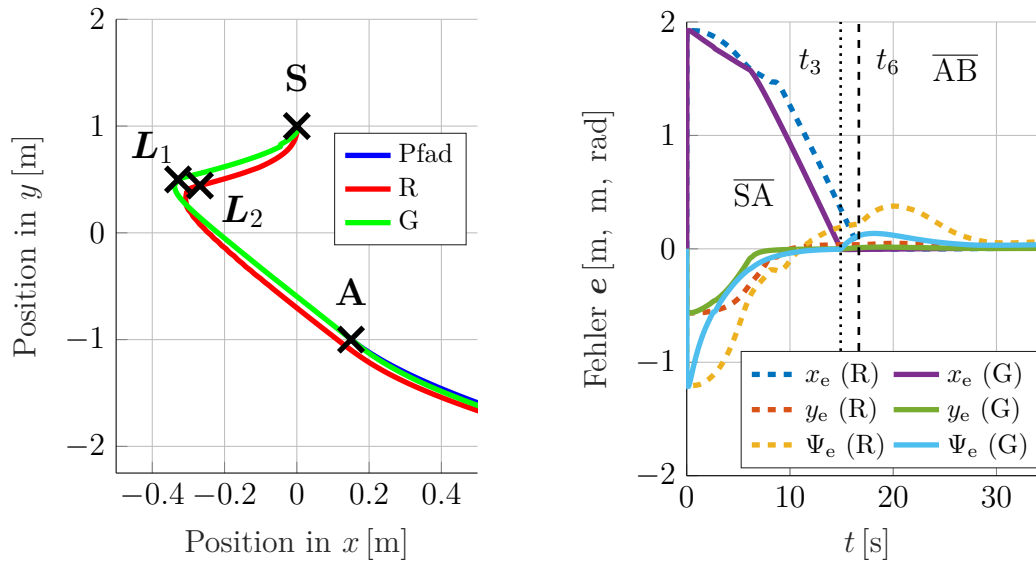 2
1
0
−1
−2
−0.4
−0.2
0
0.2
0.4
Position in y [m]
Position in x [m]
S
L1
L2
A
Pfad
R
G
2
1
0
−1
−2
0
10
20
30
Fehler e [m, m, rad]
t [s]
t3
t6
AB
SA
xe (R)
xe (G)
ye (R)
ye (G)
Ψe (R)
Ψe (G)